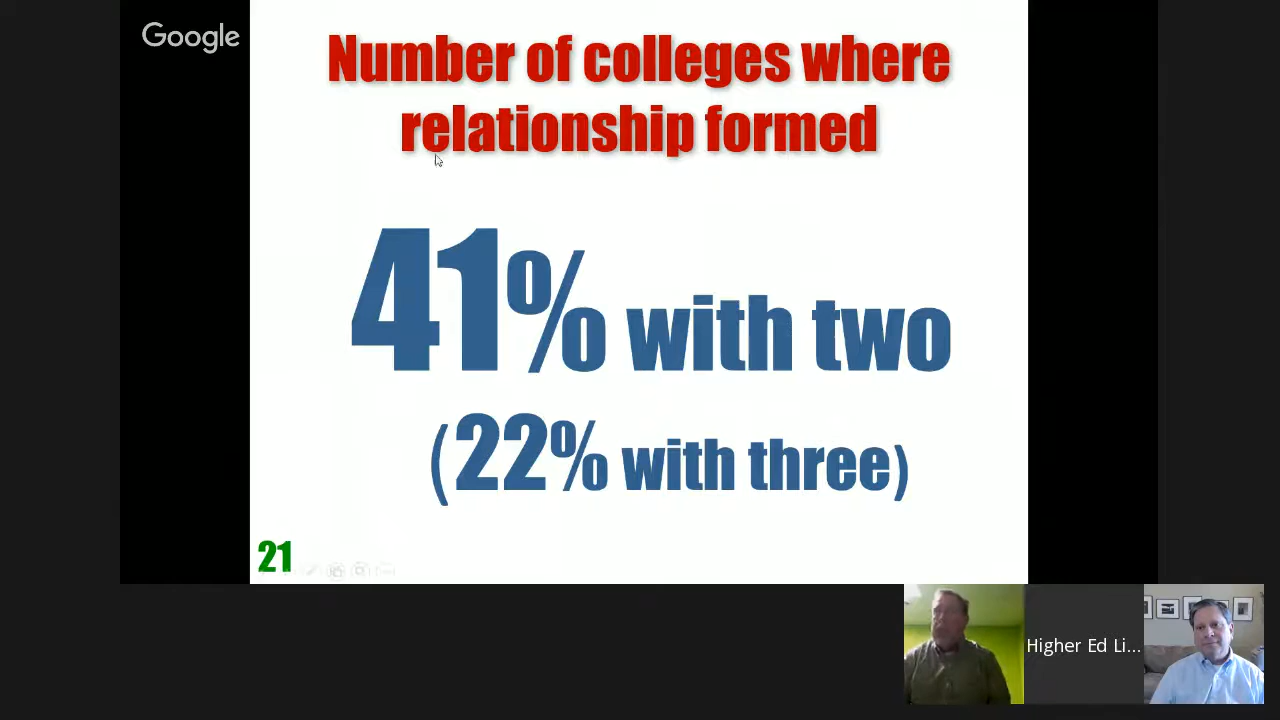 Google
Number of colleges where
relationship formed
41% with two
(22% with three)
21
Higher Ed Li...